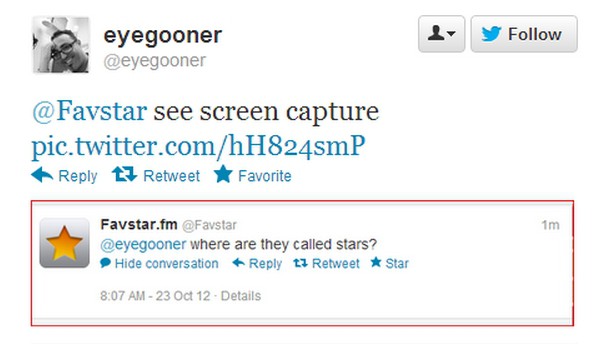 eyegooner
@eyegooner
Follow
@Favstar see screen capture
pic.twitter.com/hH824smP
Reply Retweet Favorite
Favstar.fm @Favstar 1m
@eyegooner where are they called stars?
Hide conversation Reply Retweet Star
8:07 AM - 23 Oct 12 · Details